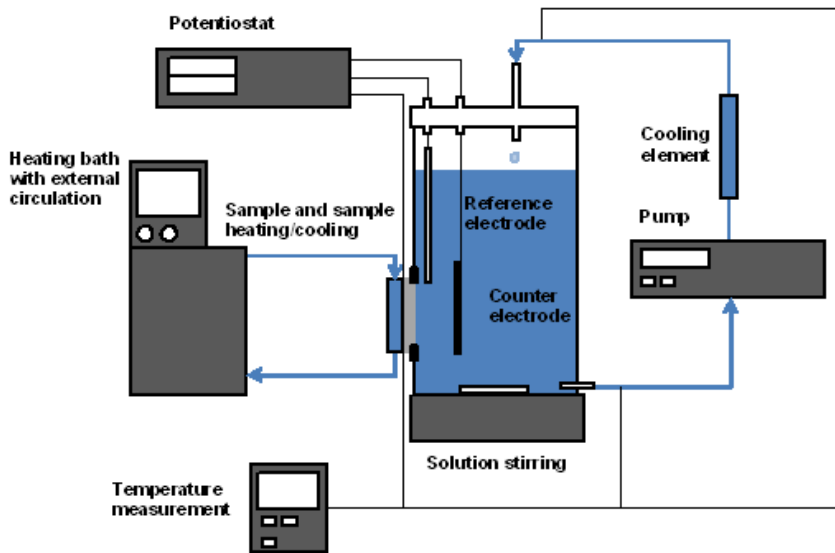 Potentiostat
Heating bath
with external
circulation
Sample and sample
heating/cooling
Reference
electrode
Counter
electrode
Cooling
element
Pump
Solution stirring
Temperature
measurement